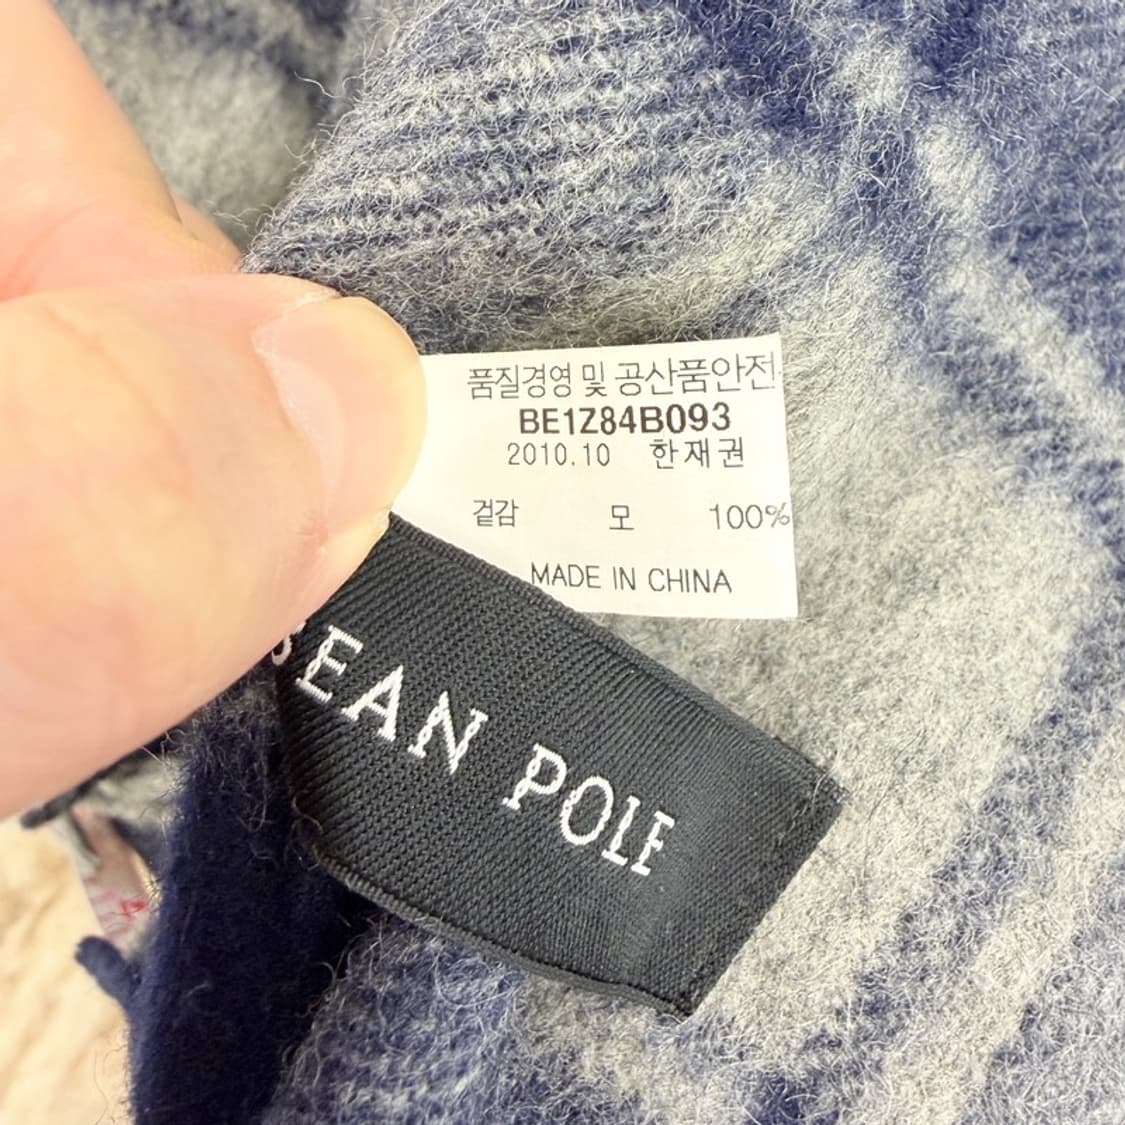 품질경영 및 공산품안전
BE1Z84B093
2010.10 한재권
겉감 모 100%
MADE IN CHINA
BEAN POLE